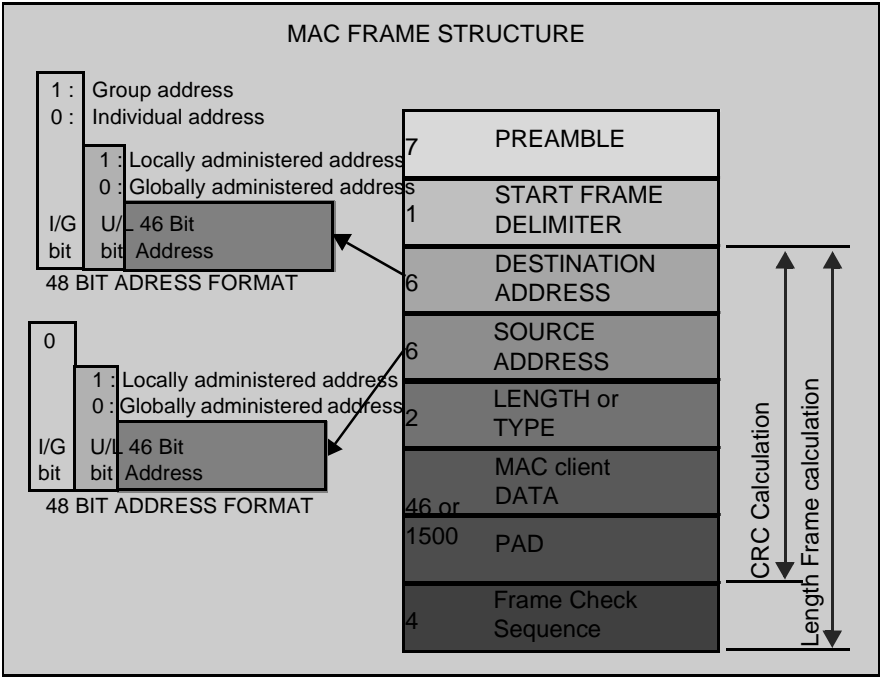 MAC FRAME STRUCTURE
1 : Group address
0 : Individual address
1 : Locally administered address
0 : Globally administered address
I/G U/L 46 Bit
bit bit Address
48 BIT ADRESS FORMAT
0
1 : Locally administered address
0 : Globally administered address
I/G U/L 46 Bit
bit bit Address
48 BIT ADDRESS FORMAT
7 PREAMBLE
1 START FRAME
DELIMITER
6 DESTINATION
ADDRESS
6 SOURCE
ADDRESS
2 LENGTH or
TYPE
MAC client
DATA
46 or
1500 PAD
4 Frame Check
Sequence
CRC Calculation
Length Frame calculation